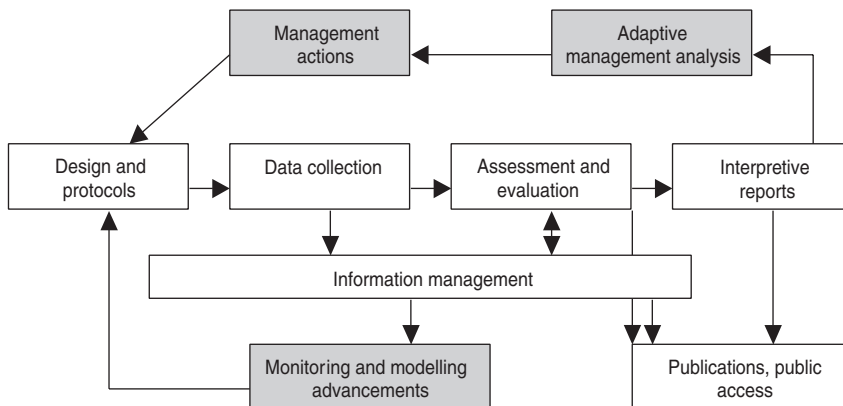 Management
actions
Adaptive
management analysis
Design and
protocols
Data collection
Assessment and
evaluation
Interpretive
reports
Information management
Monitoring and modelling
advancements
Publications, public
access